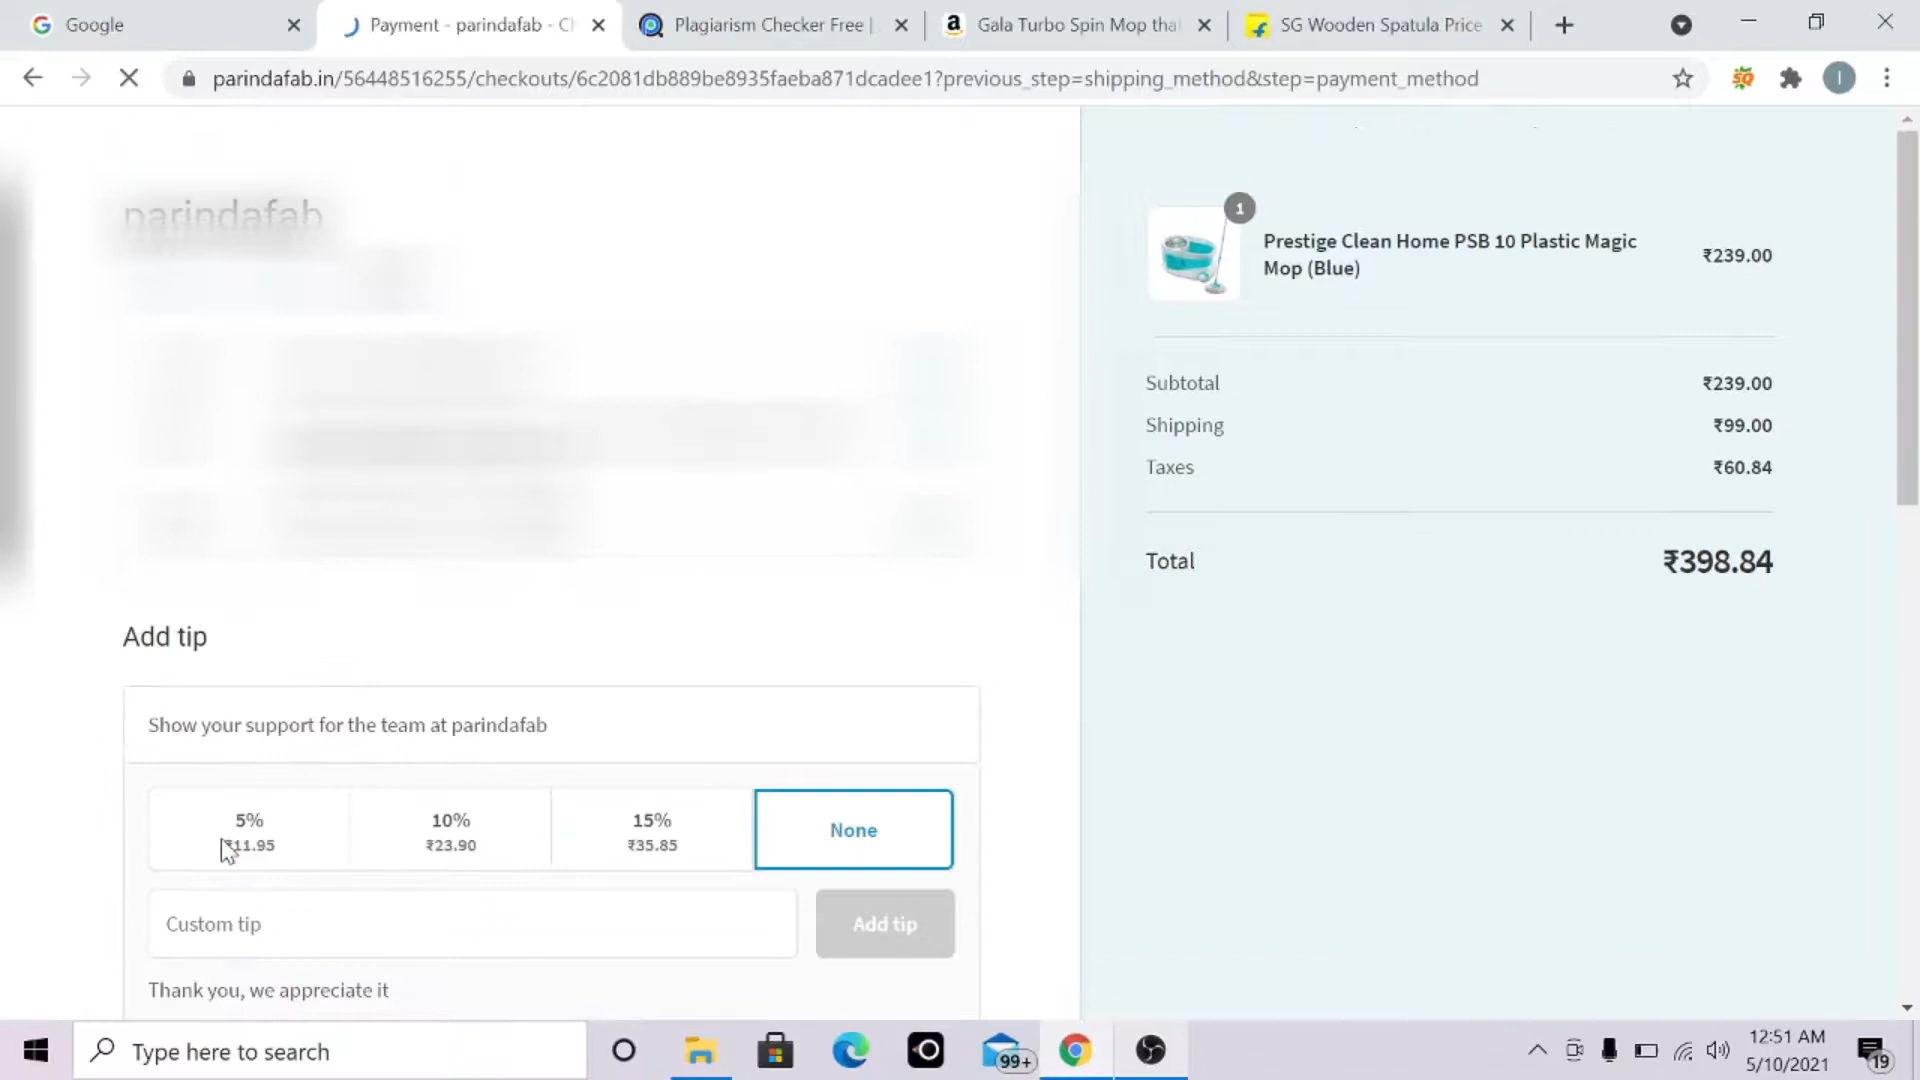 Google
Payment - parindafab - Ch
Plagiarism Checker Free |
Gala Turbo Spin Mop that
SG Wooden Spatula Price
parindafab.in/56448516255/checkouts/6c2081db889be8935faeba871dcadee1?previous_step=shipping_method&step=payment_method
SQ
I
parindafab
1
Prestige Clean Home PSB 10 Plastic Magic
Mop (Blue)
₹239.00
Subtotal ₹239.00
Shipping ₹99.00
Taxes ₹60.84
Total ₹398.84
Add tip
Show your support for the team at parindafab
5% 10% 15% None
₹11.95 ₹23.90 ₹35.85
Custom tip Add tip
Thank you, we appreciate it
Type here to search
99+
12:51 AM
5/10/2021
19